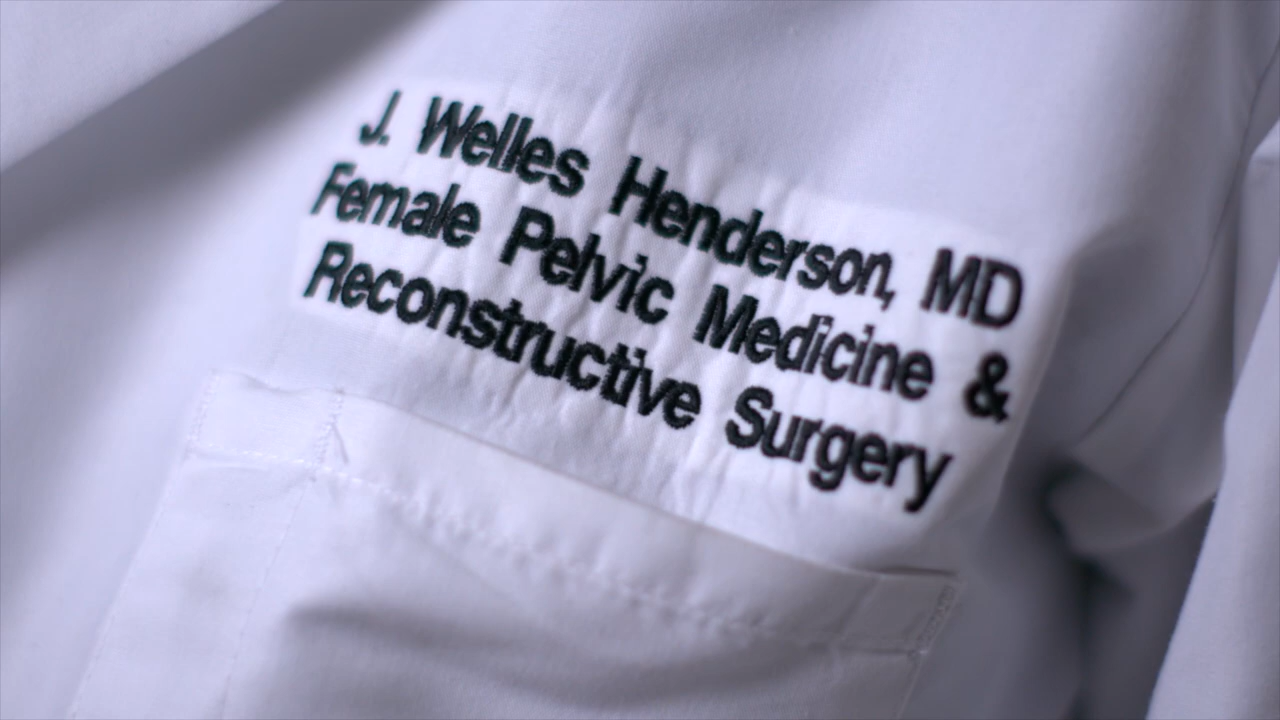 J. Welles Henderson, MD
Female Pelvic Medicine &
Reconstructive Surgery